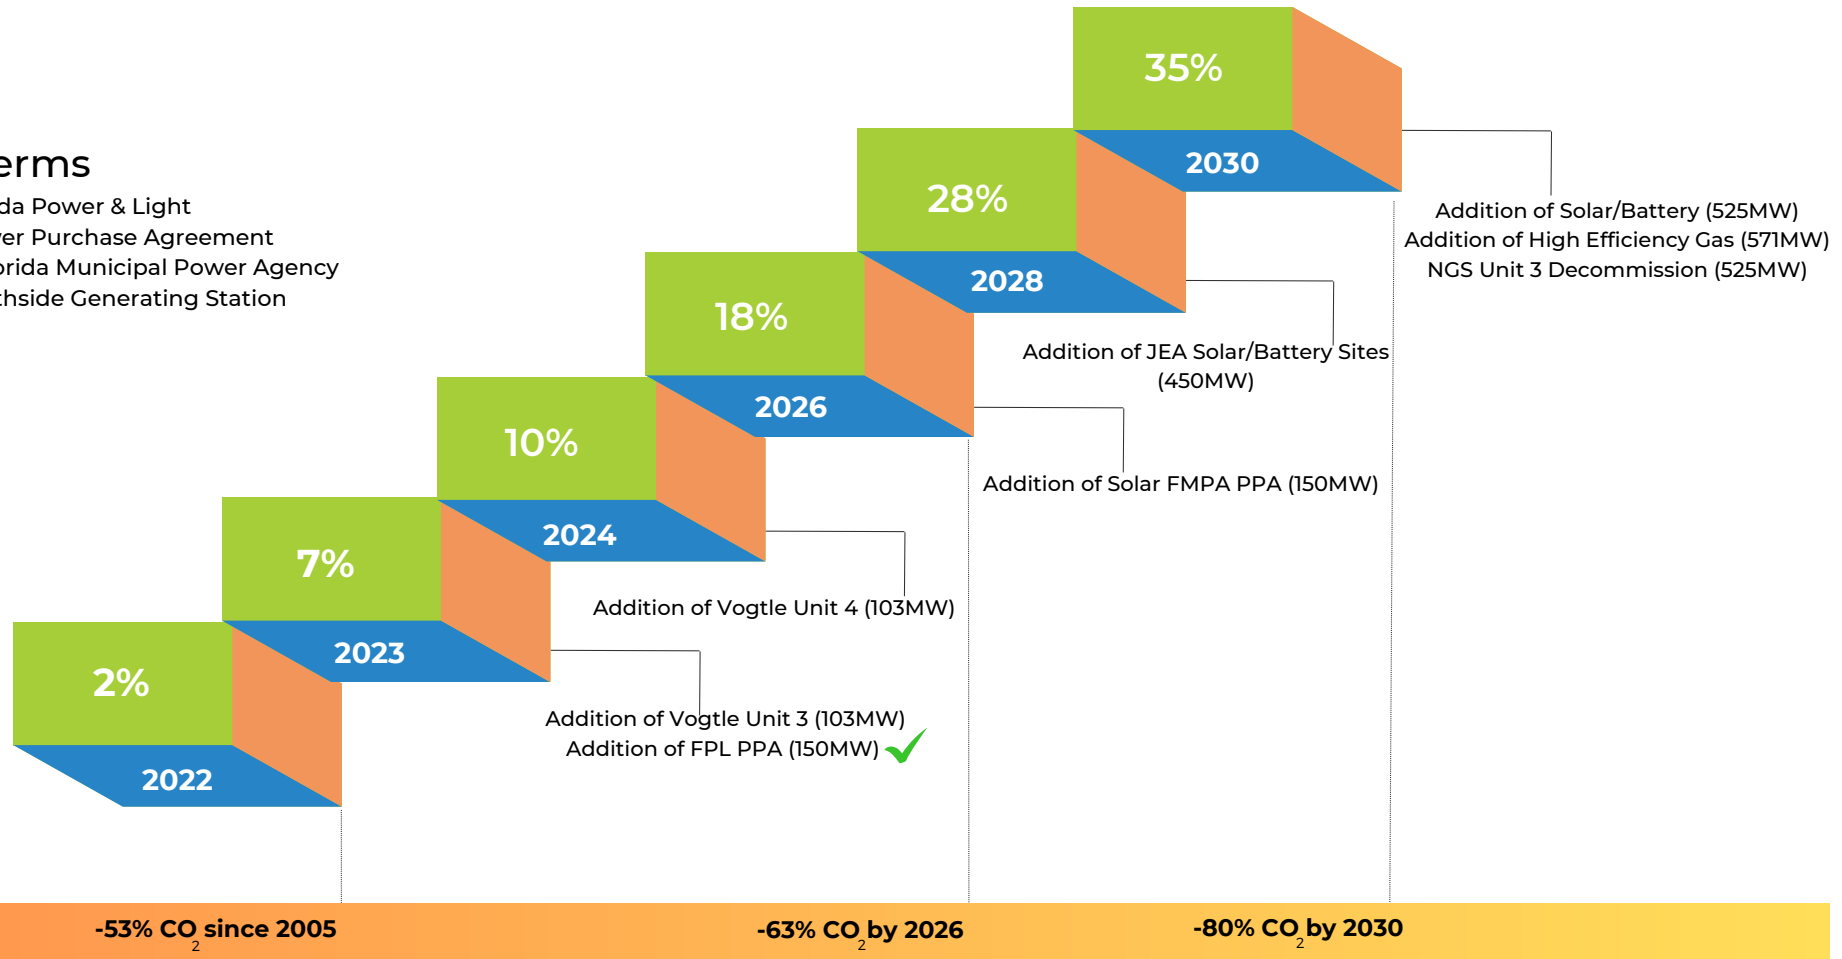 35%
2030
Addition of Solar/Battery (525MW)
Addition of High Efficiency Gas (571MW)
NGS Unit 3 Decommission (525MW)
erms
da Power & Light
er Purchase Agreement
orida Municipal Power Agency
hside Generating Station
28%
2028
Addition of JEA Solar/Battery Sites
(450MW)
18%
2026
Addition of Solar FMPA PPA (150MW)
10%
2024
Addition of Vogtle Unit 4 (103MW)
7%
2023
Addition of Vogtle Unit 3 (103MW)
Addition of FPL PPA (150MW)
2%
2022
-53% CO2 since 2005
-63% CO2 by 2026
-80% CO2 by 2030